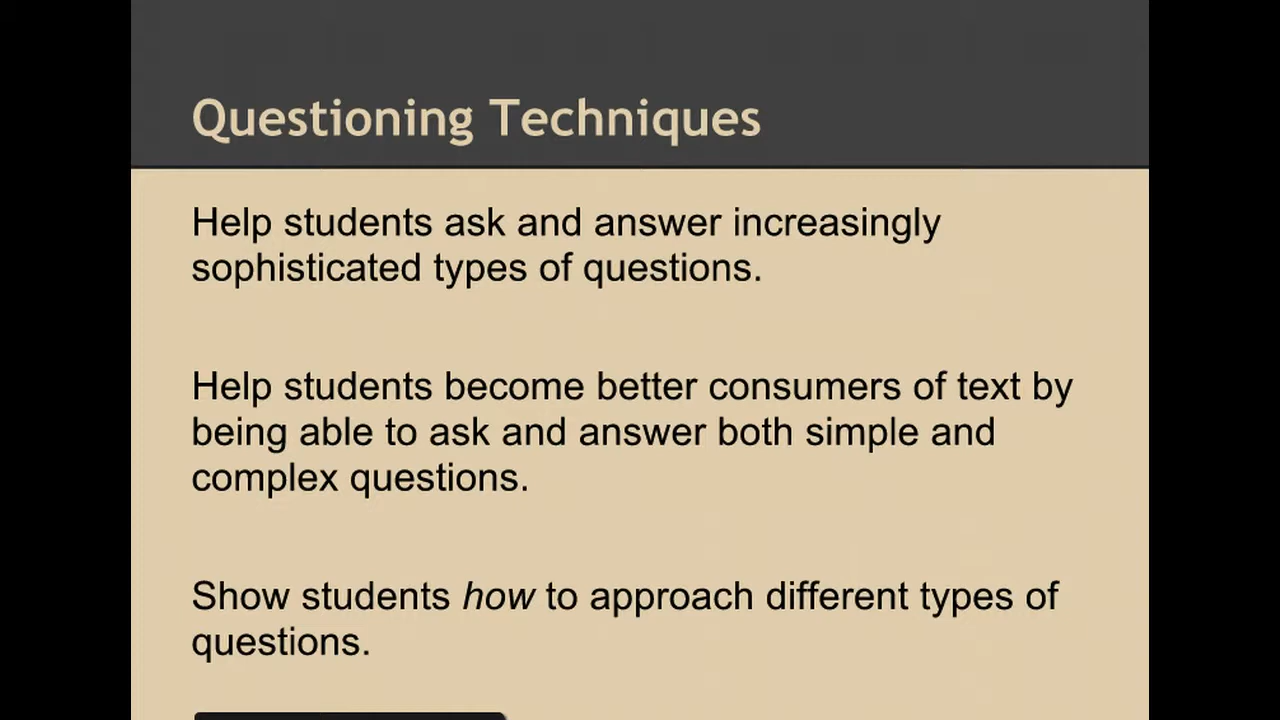 Questioning Techniques
Help students ask and answer increasingly
sophisticated types of questions.
Help students become better consumers of text by
being able to ask and answer both simple and
complex questions.
Show students how to approach different types of
questions.